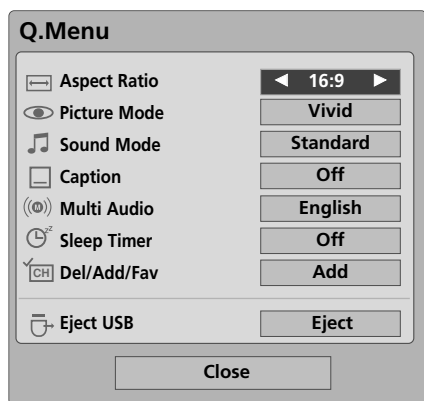 Q.Menu
Aspect Ratio ◄ 16:9 ►
Picture Mode Vivid
Sound Mode Standard
Caption Off
Multi Audio English
Sleep Timer Off
CH Del/Add/Fav Add
Eject USB Eject
Close